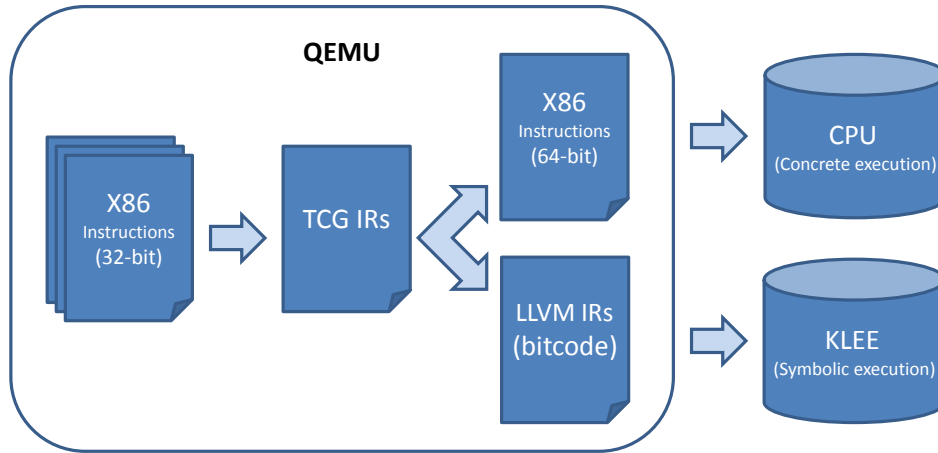 QEMU
X86
Instructions
(32-bit)
TCG IRs
X86
Instructions
(64-bit)
LLVM IRs
(bitcode)
CPU
(Concrete execution)
KLEE
(Symbolic execution)